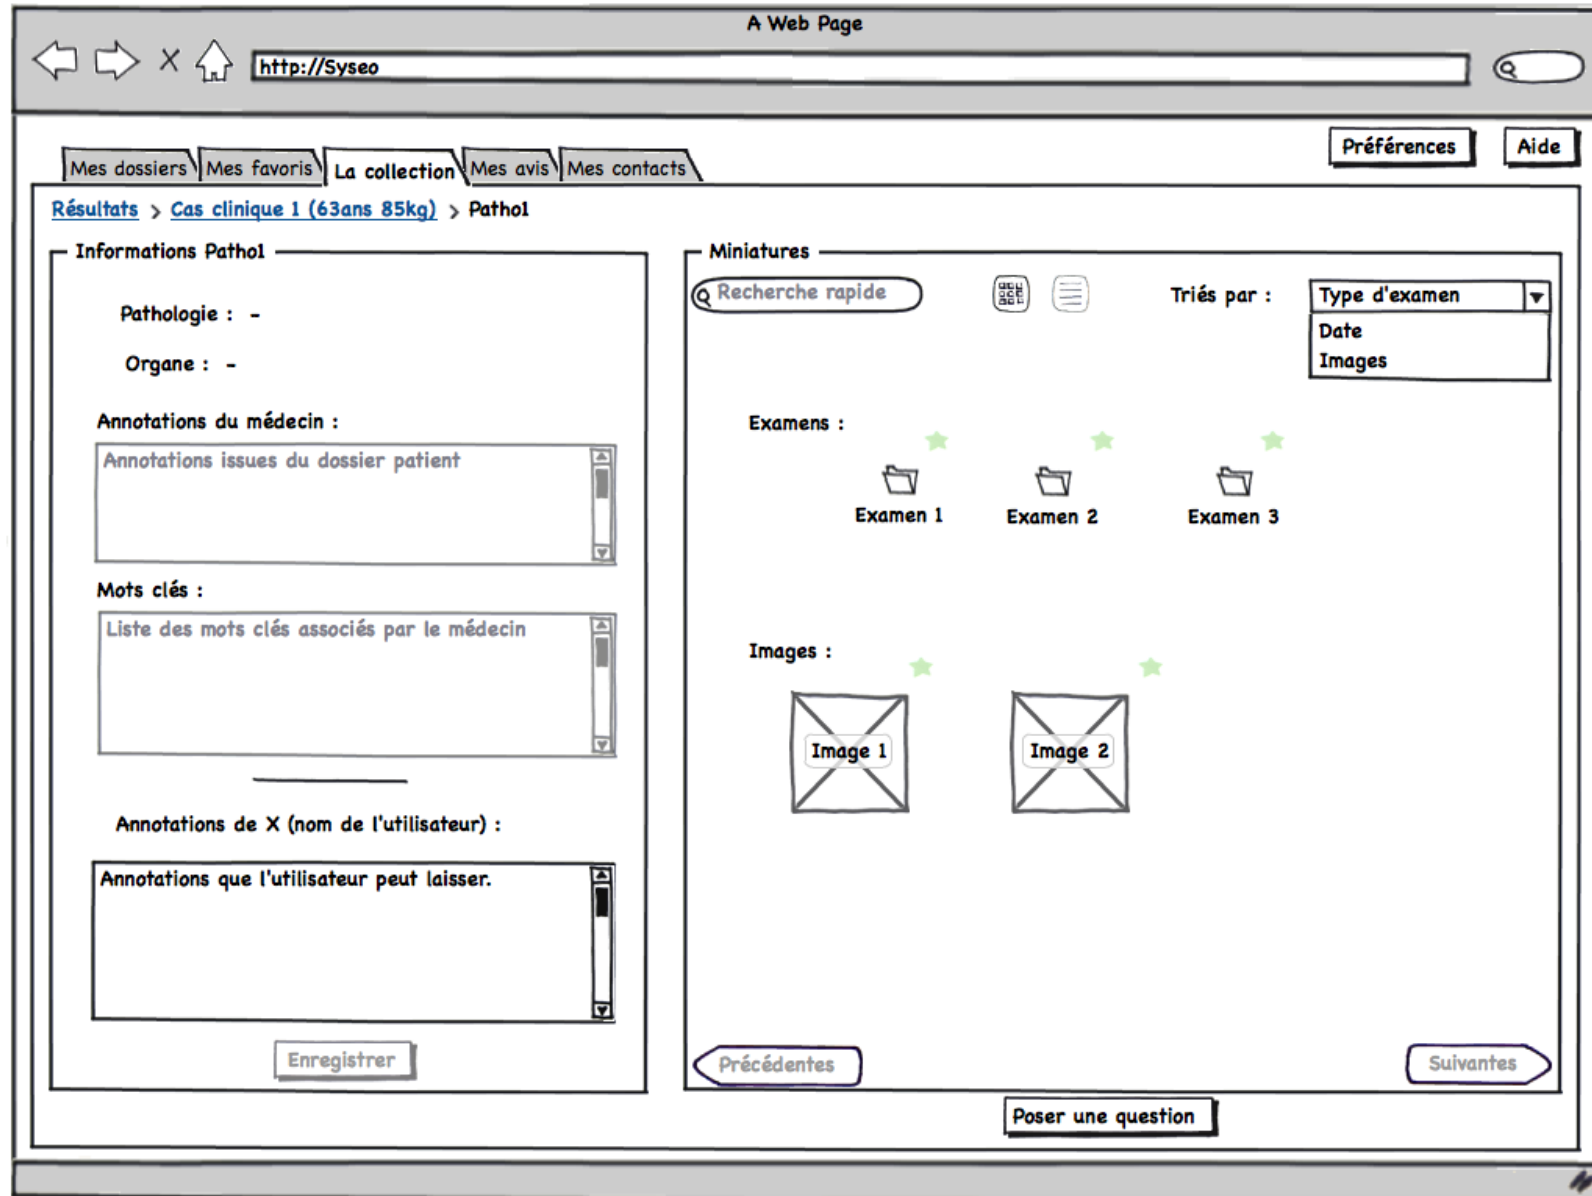 A Web Page
http://Syseo
Préférences
Aide
Mes dossiers
Mes favoris
La collection
Mes avis
Mes contacts
Résultats > Cas clinique 1 (63ans 85kg) > Patho1
Informations Patho1
Pathologie : -
Organe : -
Annotations du médecin :
Annotations issues du dossier patient
Mots clés :
Liste des mots clés associés par le médecin
Annotations de X (nom de l'utilisateur) :
Annotations que l'utilisateur peut laisser.
Enregistrer
Miniatures
Recherche rapide
Triés par :
Type d'examen
Date
Images
Examens :
Examen 1
Examen 2
Examen 3
Images :
Image 1
Image 2
Précédentes
Suivantes
Poser une question